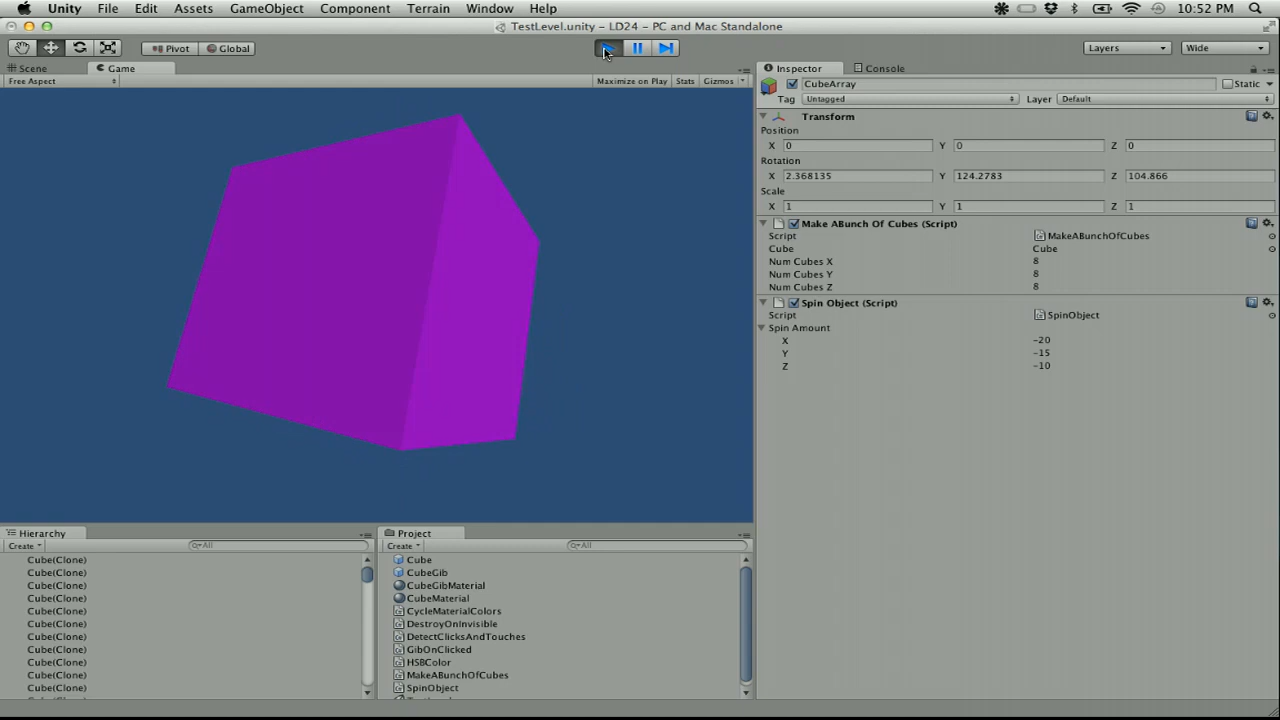 Unity File Edit Assets GameObject Component Terrain Window Help 10:52 PM
TestLevel.unity – LD24 – PC and Mac Standalone
Pivot Global Layers Wide
Scene Game Inspector Console
Free Aspect Maximize on Play Stats Gizmos
CubeArray Static
Tag Untagged Layer Default
Transform
Position
X 0 Y 0 Z 0
Rotation
X 2.368135 Y 124.2783 Z 104.866
Scale
X 1 Y 1 Z 1
Make ABunch Of Cubes (Script)
Script MakeABunchOfCubes
Cube Cube
Num Cubes X 8
Num Cubes Y 8
Num Cubes Z 8
Spin Object (Script)
Script SpinObject
Spin Amount
X -20
Y -15
Z -10
Hierarchy
Create All
Cube(Clone)
Cube(Clone)
Cube(Clone)
Cube(Clone)
Cube(Clone)
Cube(Clone)
Cube(Clone)
Cube(Clone)
Cube(Clone)
Cube(Clone)
Cube(Clone)
Project
Create All
Cube
CubeGib
CubeGibMaterial
CubeMaterial
CycleMaterialColors
DestroyOnInvisible
DetectClicksAndTouches
GibOnClicked
HSBColor
MakeABunchOfCubes
SpinObject